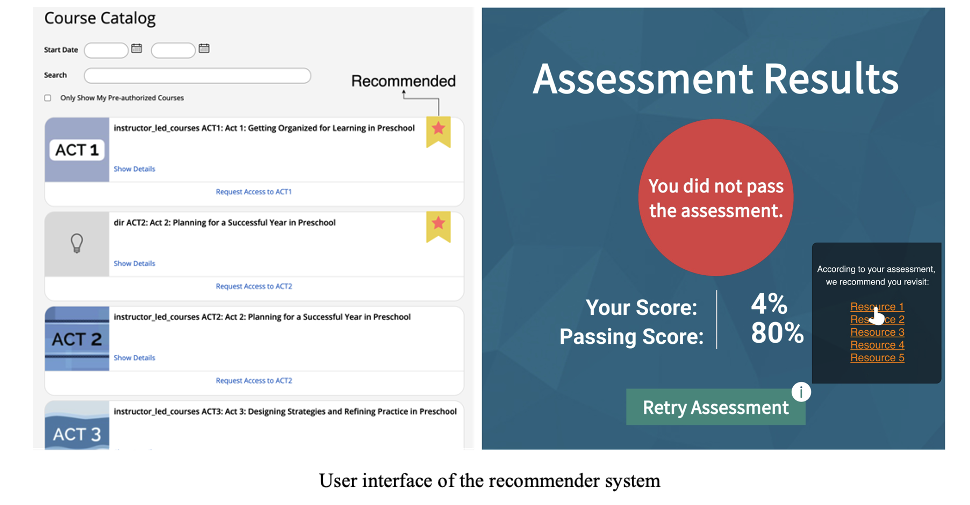 Course Catalog
Start Date
Search
Recommended
Only Show My Pre-authorized Courses
ACT 1
instructor_led_courses ACT1: Act 1: Getting Organized for Learning in Preschool
Show Details
Request Access to ACT1
dir ACT2: Act 2: Planning for a Successful Year in Preschool
Show Details
Request Access to ACT2
ACT 2
instructor_led_courses ACT2: Act 2: Planning for a Successful Year in Preschool
Show Details
Request Access to ACT2
ACT 3
instructor_led_courses ACT3: Act 3: Designing Strategies and Refining Practice in Preschool
Assessment Results
You did not pass
the assessment.
Your Score: 4%
Passing Score: 80%
According to your assessment,
we recommend you revisit:
Resource 1
Resource 2
Resource 3
Resource 4
Resource 5
i
Retry Assessment
User interface of the recommender system